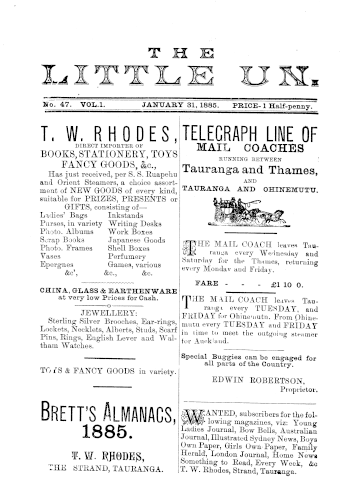 THE
LITTLE UN.
No. 47. VOL.1. JANUARY 31, 1885. PRICE-1 Half-penny.
T. W. RHODES,
DIRECT IMPORTER OF
BOOKS, STATIONERY, TOYS
FANCY GOODS, &c.,
Has just received, per S. S. Ruapehu
and Orient Steamers, a choice assort-
ment of NEW GOODS of every kind,
suitable for PRIZES, PRESENTS or
GIFTS, consisting of—
Ladies' Bags Inkstands
Purses, in variety Writing Desks
Photo. Albums Work Boxes
Scrap Books Japanese Goods
Photo. Frames Shell Boxes
Vases Perfumery
Epergnes Games, various
&c', &c., &c.
CHINA, GLASS & EARTHENWARE
at very low Prices for Cash.
JEWELLERY:
Sterling Silver Brooches, Ear-rings,
Lockets, Necklets, Alberts, Studs, Scarf
Pins, Rings, English Lever and Wal-
tham Watches.
TOYS & FANCY GOODS in variety.
BRETT'S ALMANACS,
1885.
T. W. RHODES,
THE STRAND, TAURANGA.
TELEGRAPH LINE OF
MAIL COACHES
RUNNING BETWEEN
Tauranga and Thames,
AND
TAURANGA AND OHINEMUTU.
THE MAIL COACH leaves Tau-
ranga every Wednesday and
Saturday for the Thames, returning
every Monday and Friday.
FARE - - - £1 10 0.
THE MAIL COACH leaves Tau-
ranga every TUESDAY, and
FRIDAY for Ohinemutu. From Ohine-
mutu every TUESDAY and FRIDAY
in time to meet the outgoing steamer
for Auckland.
Special Buggies can be engaged for
all parts of the Country.
EDWIN ROBERTSON,
Proprietor.
WANTED, subscribers for the fol-
lowing magazines, viz: Young
Ladies Journal, Bow Bells, Australian
Journal, Illustrated Sydney News, Boys
Own Paper, Girls Own Paper, Family
Herald, London Journal, Home News
Something to Read, Every Week, &c
T. W. Rhodes, Strand, Tauranga.